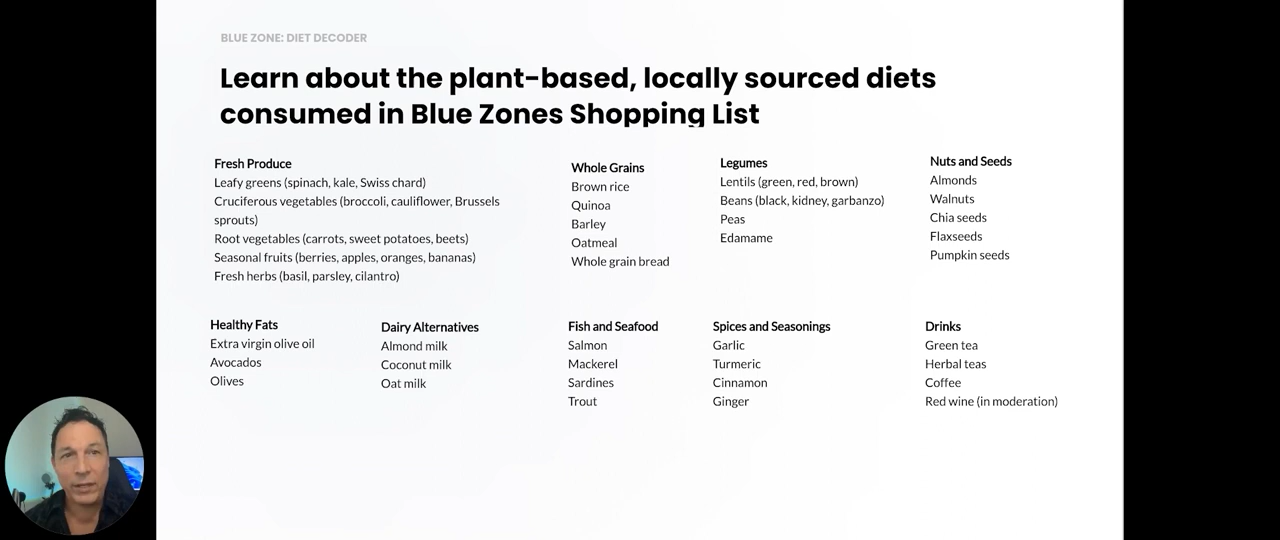 BLUE ZONE: DIET DECODER
Learn about the plant-based, locally sourced diets
consumed in Blue Zones Shopping List
Fresh Produce
Leafy greens (spinach, kale, Swiss chard)
Cruciferous vegetables (broccoli, cauliflower, Brussels
sprouts)
Root vegetables (carrots, sweet potatoes, beets)
Seasonal fruits (berries, apples, oranges, bananas)
Fresh herbs (basil, parsley, cilantro)
Whole Grains
Brown rice
Quinoa
Barley
Oatmeal
Whole grain bread
Legumes
Lentils (green, red, brown)
Beans (black, kidney, garbanzo)
Peas
Edamame
Nuts and Seeds
Almonds
Walnuts
Chia seeds
Flaxseeds
Pumpkin seeds
Healthy Fats
Extra virgin olive oil
Avocados
Olives
Dairy Alternatives
Almond milk
Coconut milk
Oat milk
Fish and Seafood
Salmon
Mackerel
Sardines
Trout
Spices and Seasonings
Garlic
Turmeric
Cinnamon
Ginger
Drinks
Green tea
Herbal teas
Coffee
Red wine (in moderation)